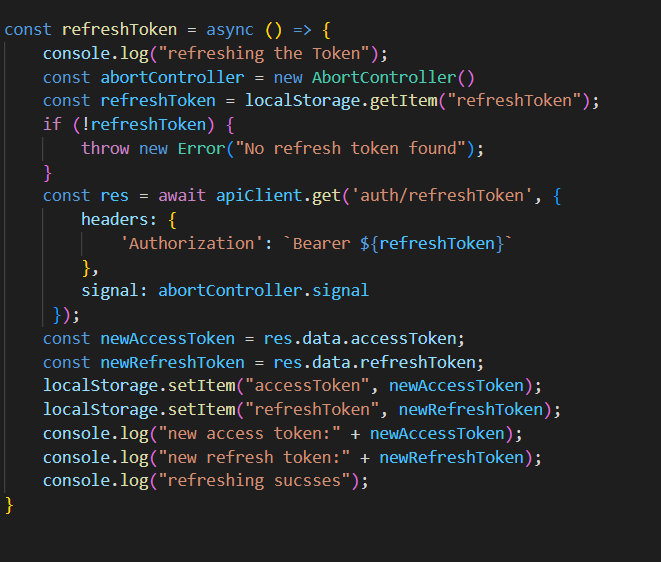 const refreshToken = async () => {
    console.log("refreshing the Token");
    const abortController = new AbortController()
    const refreshToken = localStorage.getItem("refreshToken");
    if (!refreshToken) {
        throw new Error("No refresh token found");
    }
    const res = await apiClient.get('auth/refreshToken', {
        headers: {
            'Authorization': `Bearer ${refreshToken}`
        },
        signal: abortController.signal
     });
    const newAccessToken = res.data.accessToken;
    const newRefreshToken = res.data.refreshToken;
    localStorage.setItem("accessToken", newAccessToken);
    localStorage.setItem("refreshToken", newRefreshToken);
    console.log("new access token:" + newAccessToken);
    console.log("new refresh token:" + newRefreshToken);
    console.log("refreshing sucsses");
}